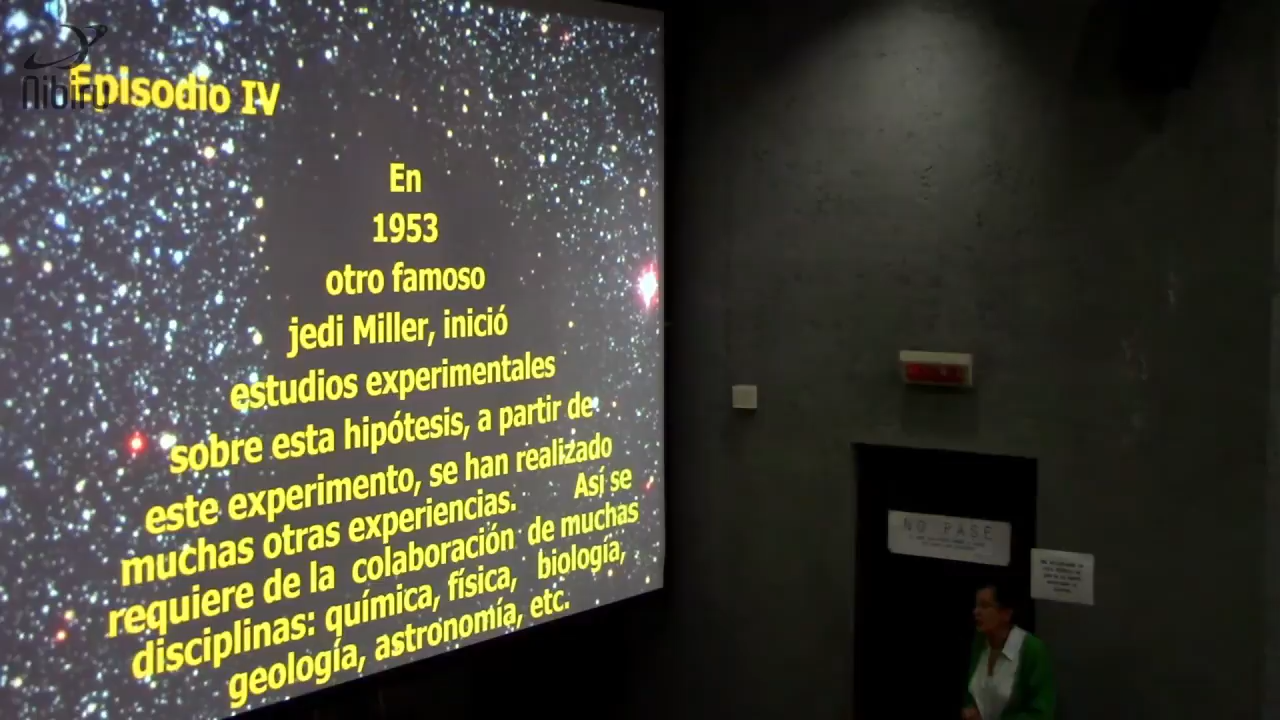 Nibiru
Episodio IV
En
1953
otro famoso
jedi Miller, inició
estudios experimentales
sobre esta hipótesis, a partir de
este experimento, se han realizado
muchas otras experiencias. Así se
requiere de la colaboración de muchas
disciplinas: química, física, biología,
geología, astronomía, etc.
NO PASE